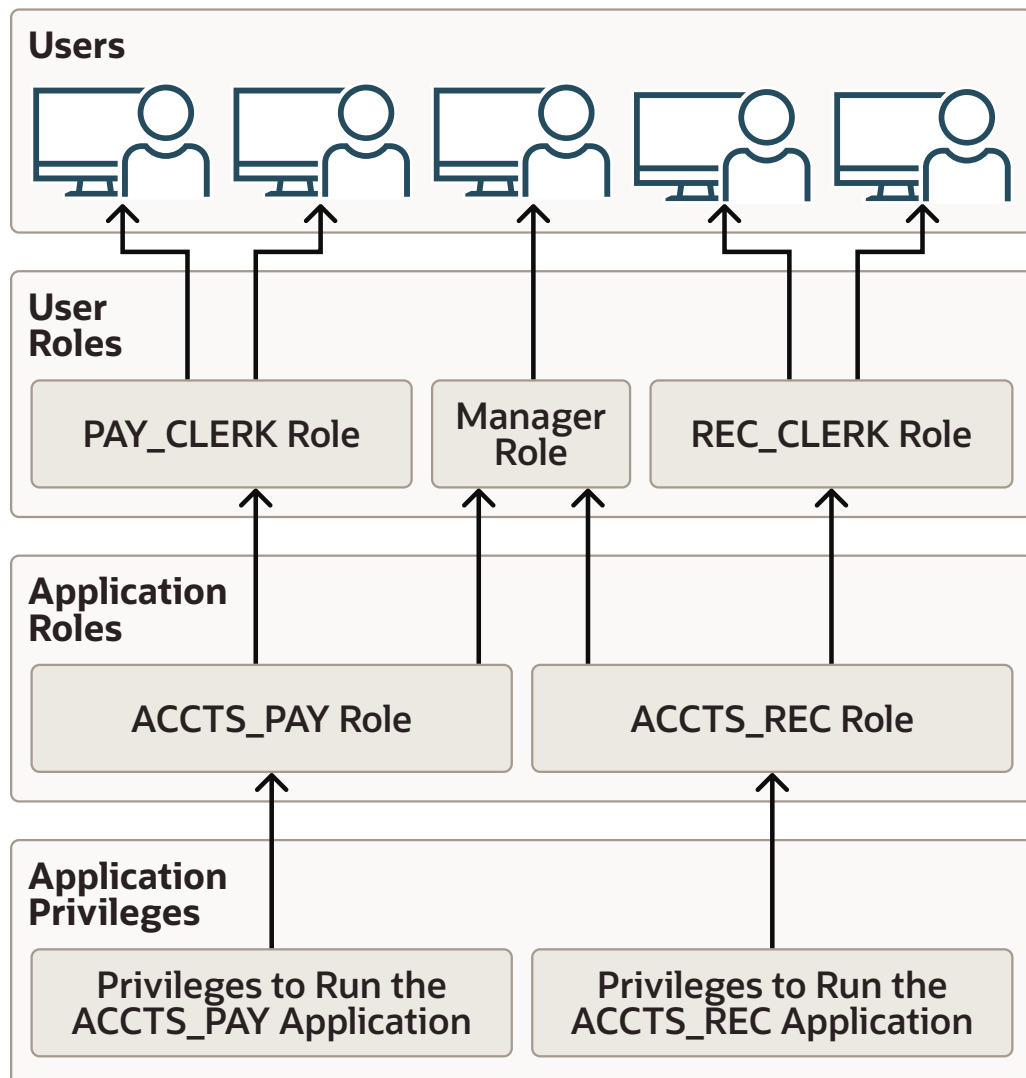 Users
User
Roles
PAY_CLERK Role
Manager
Role
REC_CLERK Role
Application
Roles
ACCTS_PAY Role
ACCTS_REC Role
Application
Privileges
Privileges to Run the
ACCTS_PAY Application
Privileges to Run the
ACCTS_REC Application